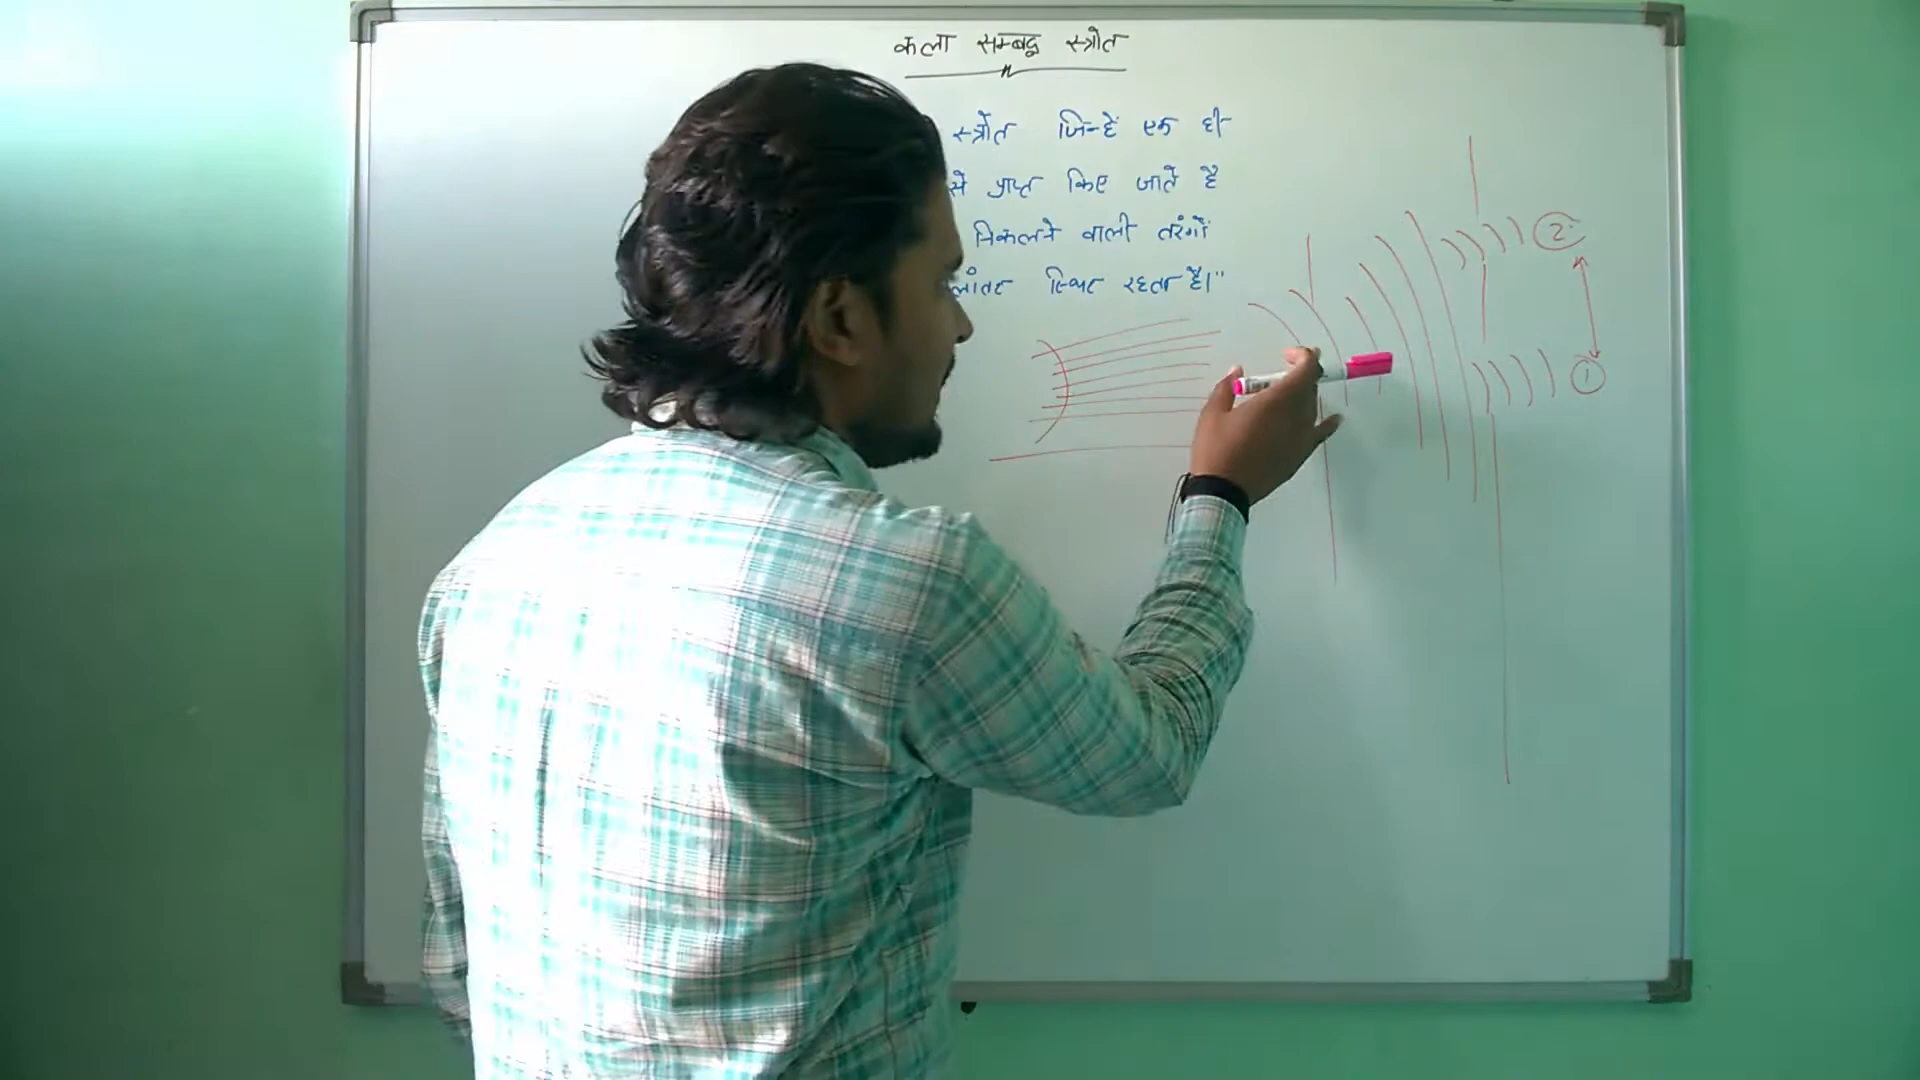 कला सम्बद्ध स्त्रोत
स्त्रोत जिन्हें एक ही
से प्राप्त किए जाते है
निकलने वाली तरंगों
लांतर स्थिर रहता है।"
2
1